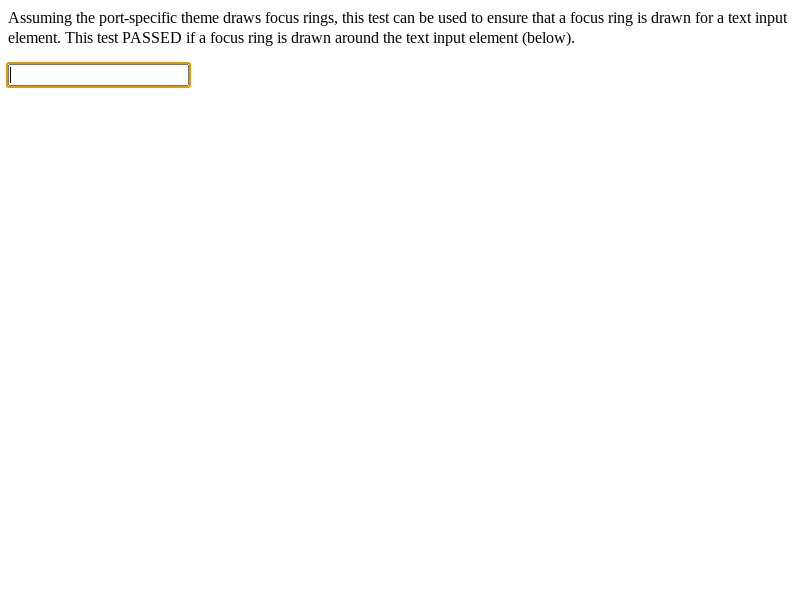 Assuming the port-specific theme draws focus rings, this test can be used to ensure that a focus ring is drawn for a text input
element. This test PASSED if a focus ring is drawn around the text input element (below).